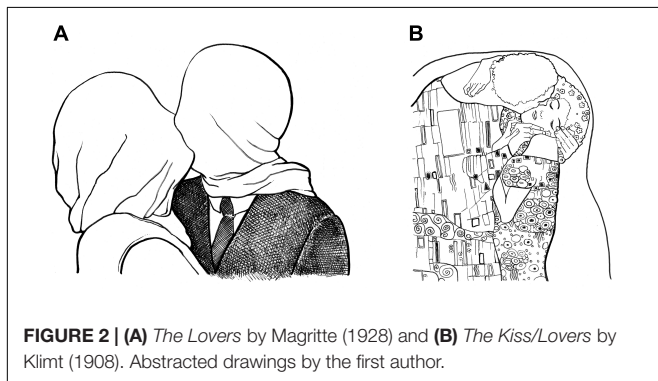 A
B
FIGURE 2 | (A) The Lovers by Magritte (1928) and (B) The Kiss/Lovers by
Klimt (1908). Abstracted drawings by the first author.